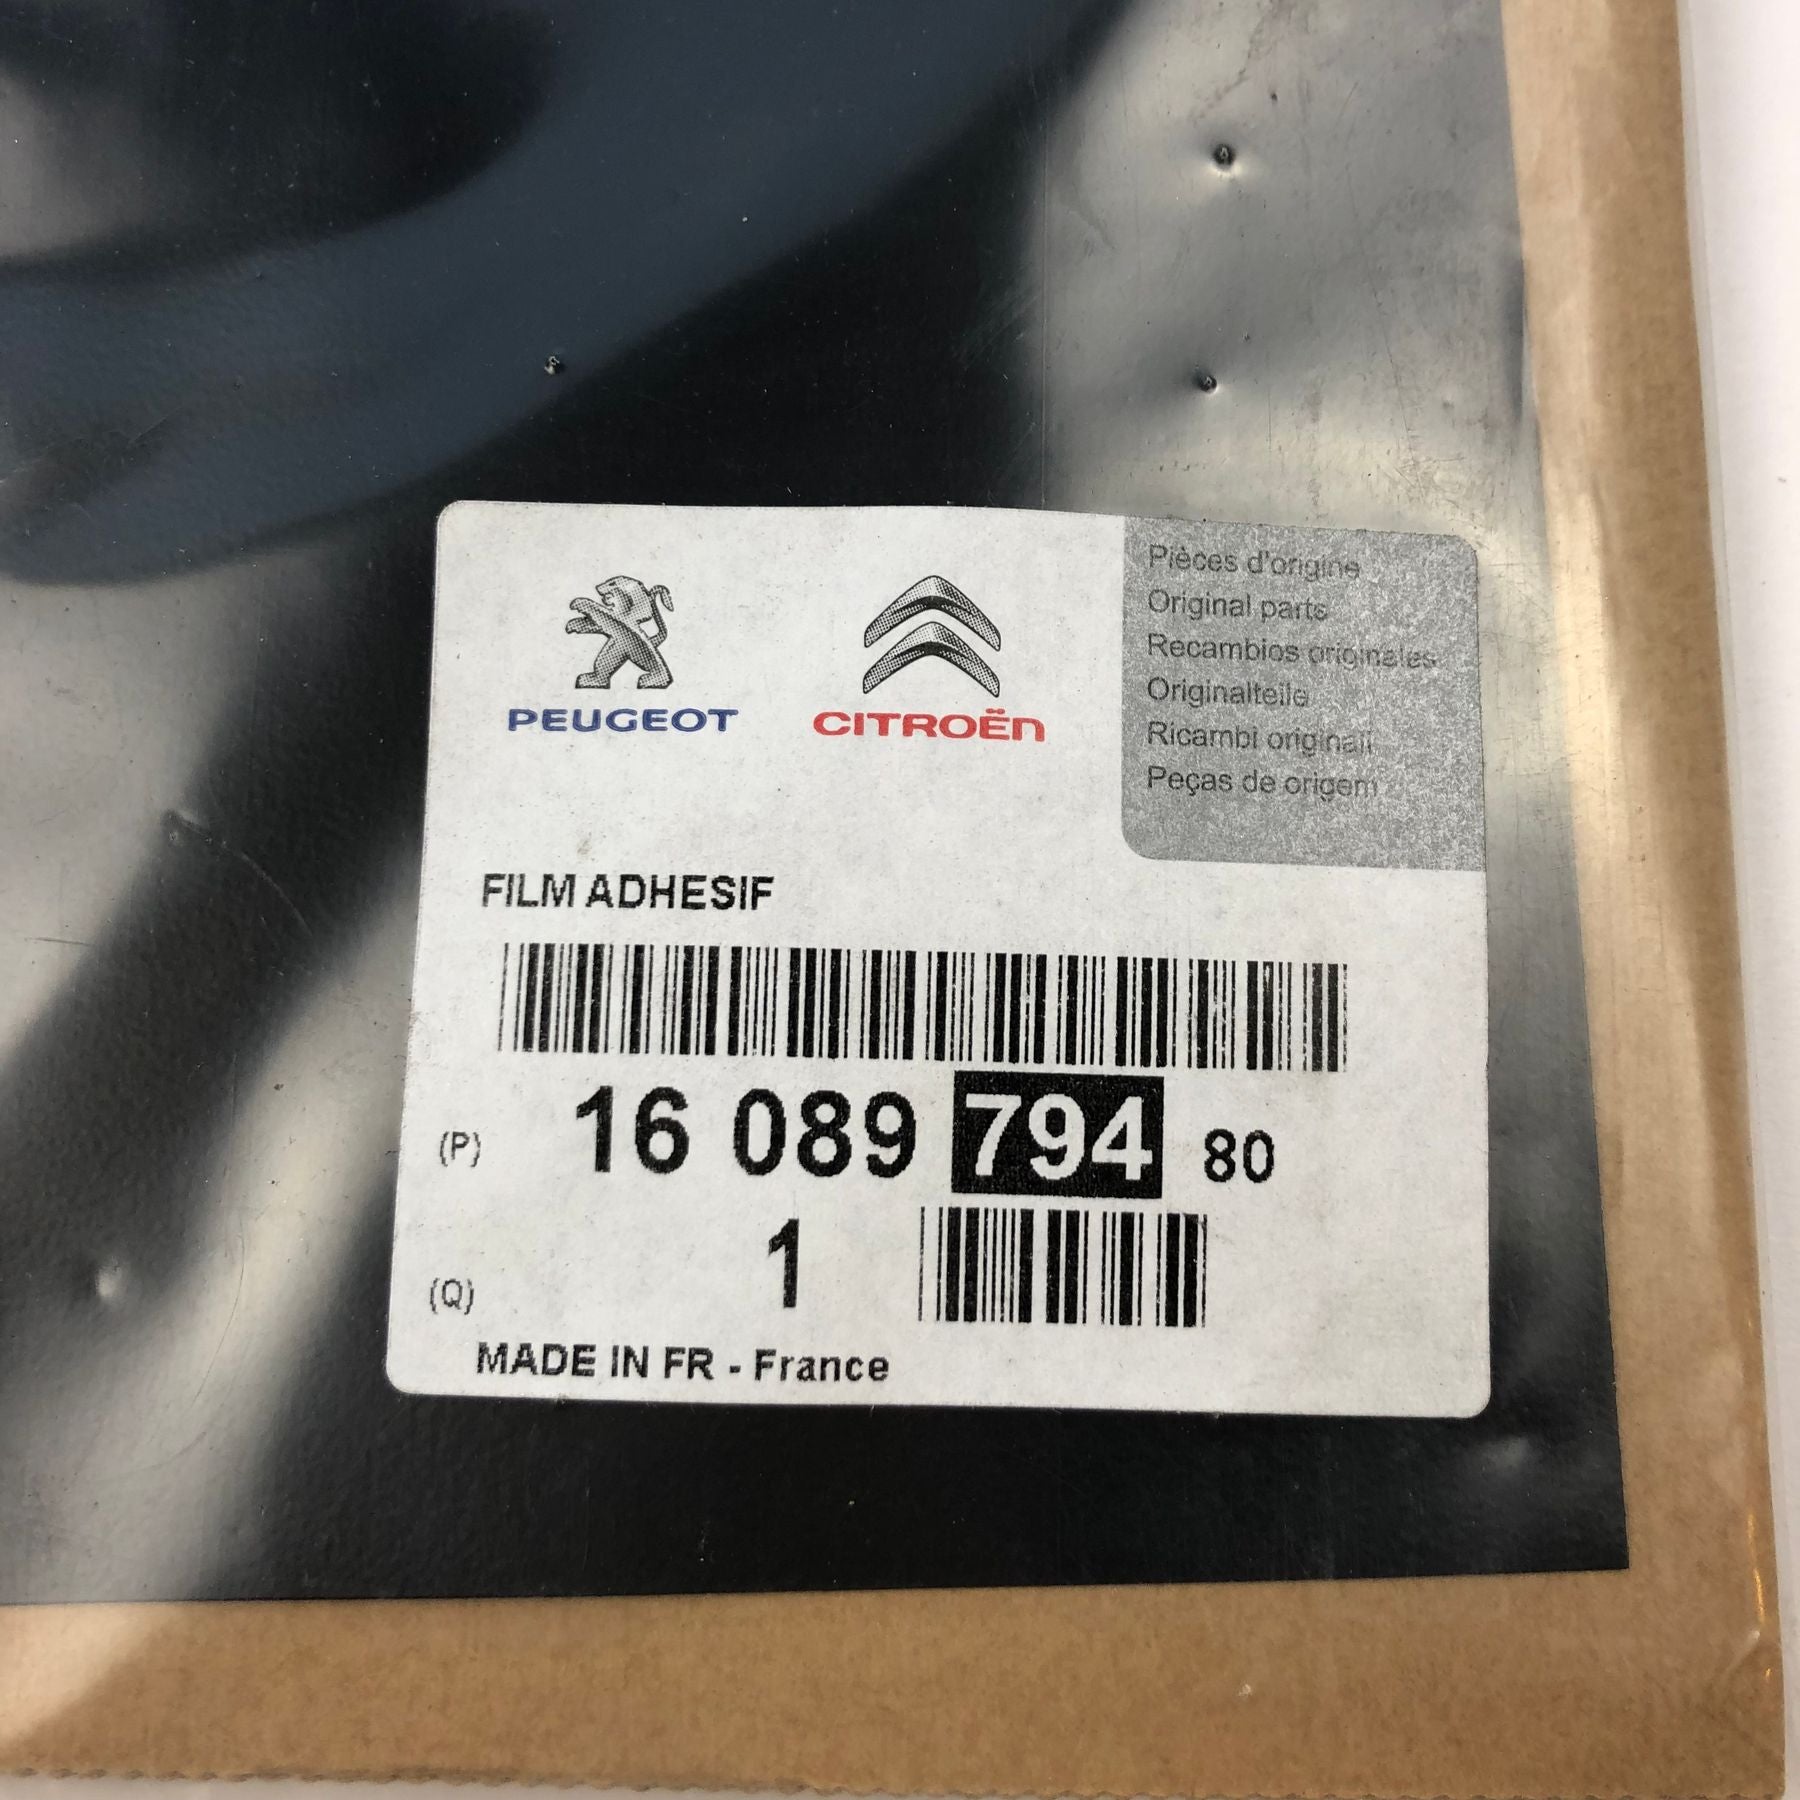 PEUGEOT CITROËN
Pièces d'origine
Original parts
Recambios originales
Originalteile
Ricambi originali
Peças de origem
FILM ADHESIF
(P) 16 089 794 80
(Q) 1
MADE IN FR - France